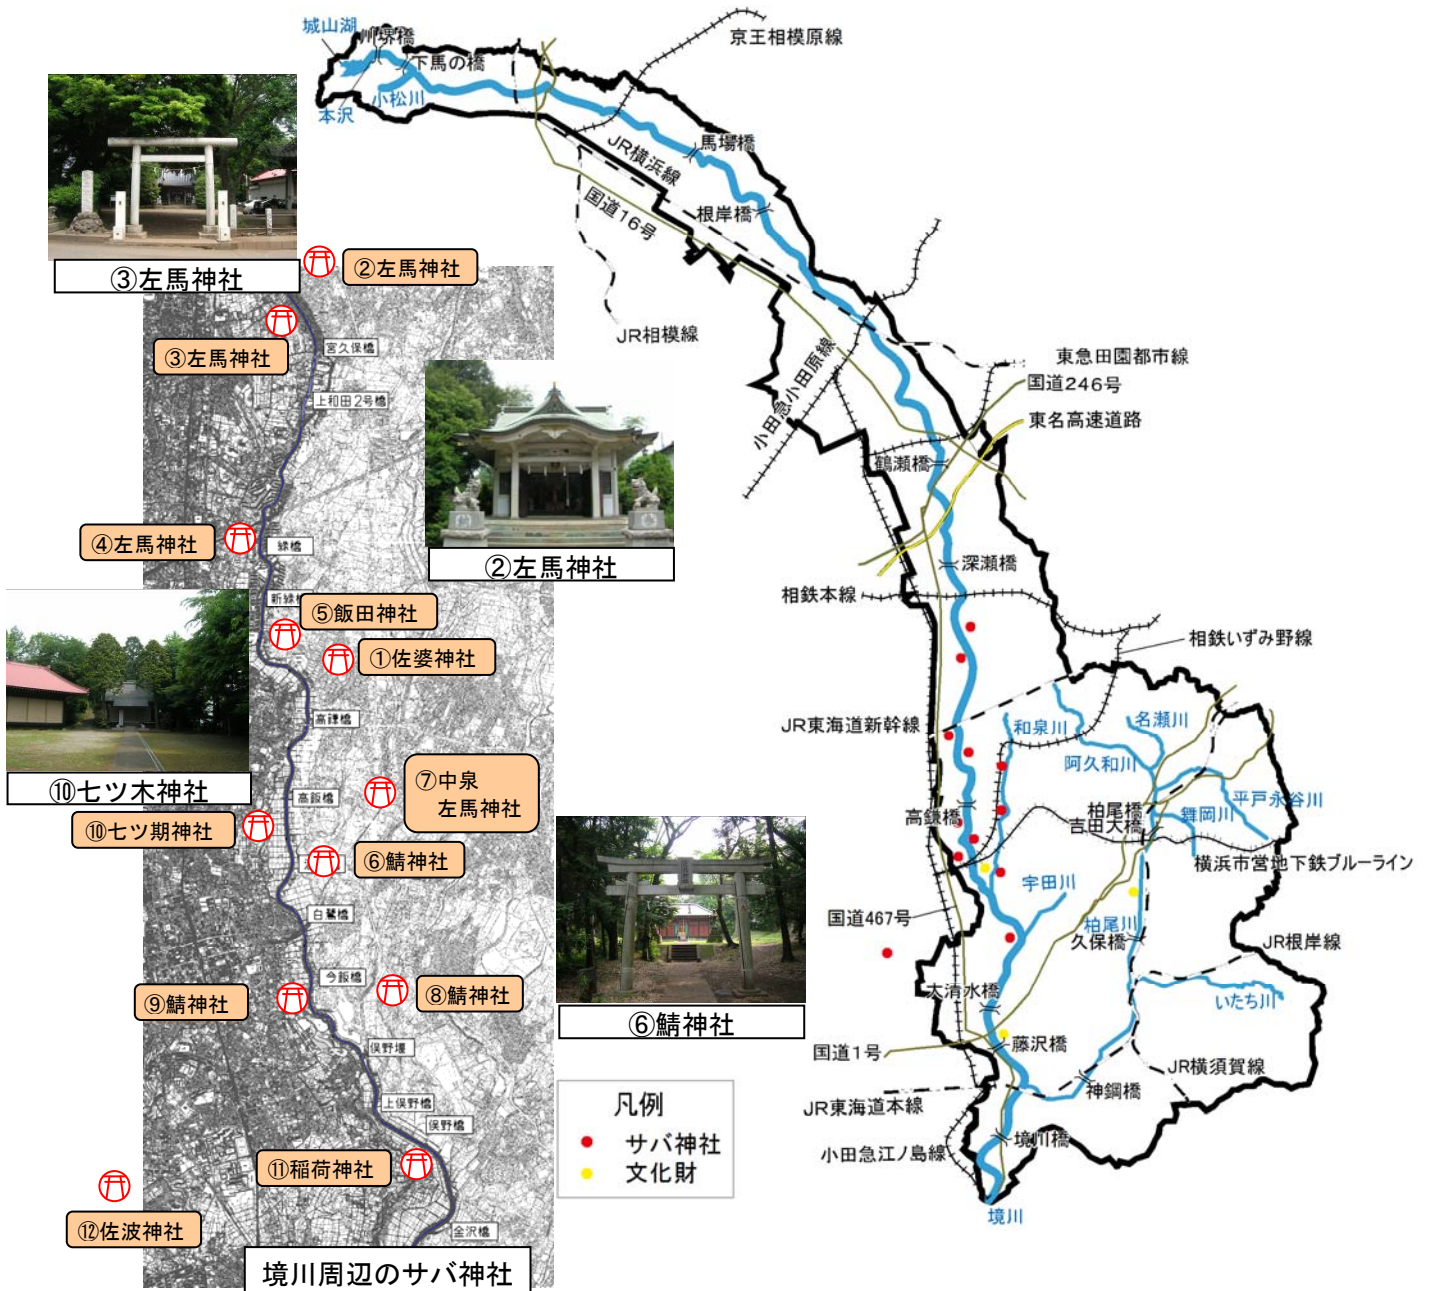 城山湖
川堺橋
下馬の橋
小松川
本沢
京王相模原線
馬場橋
JR横浜線
根岸橋
国道16号
JR相模線
小田急小田原線
東急田園都市線
国道246号
東名高速道路
鶴瀬橋
深瀬橋
相鉄本線
相鉄いずみ野線
JR東海道新幹線
和泉川
名瀬川
阿久和川
高鎌橋
柏尾橋
吉田大橋
舞岡川
平戸永谷川
横浜市営地下鉄ブルーライン
宇田川
国道467号
柏尾川
久保橋
JR根岸線
大清水橋
いたち川
国道1号
藤沢橋
神鋼橋
JR横須賀線
JR東海道本線
小田急江ノ島線
境川橋
境川
③左馬神社
②左馬神社
③左馬神社
宮久保橋
上和田2号橋
②左馬神社
④左馬神社
緑橋
新緑橋
⑤飯田神社
①佐婆神社
高鎌橋
⑩七ツ木神社
⑦中泉
左馬神社
高飯橋
⑩七ツ期神社
⑥鯖神社
白鷺橋
今飯橋
⑨鯖神社
⑧鯖神社
⑥鯖神社
俣野堰
上俣野橋
俣野橋
⑪稲荷神社
⑫佐波神社
金沢橋
境川周辺のサバ神社
凡例
サバ神社
文化財